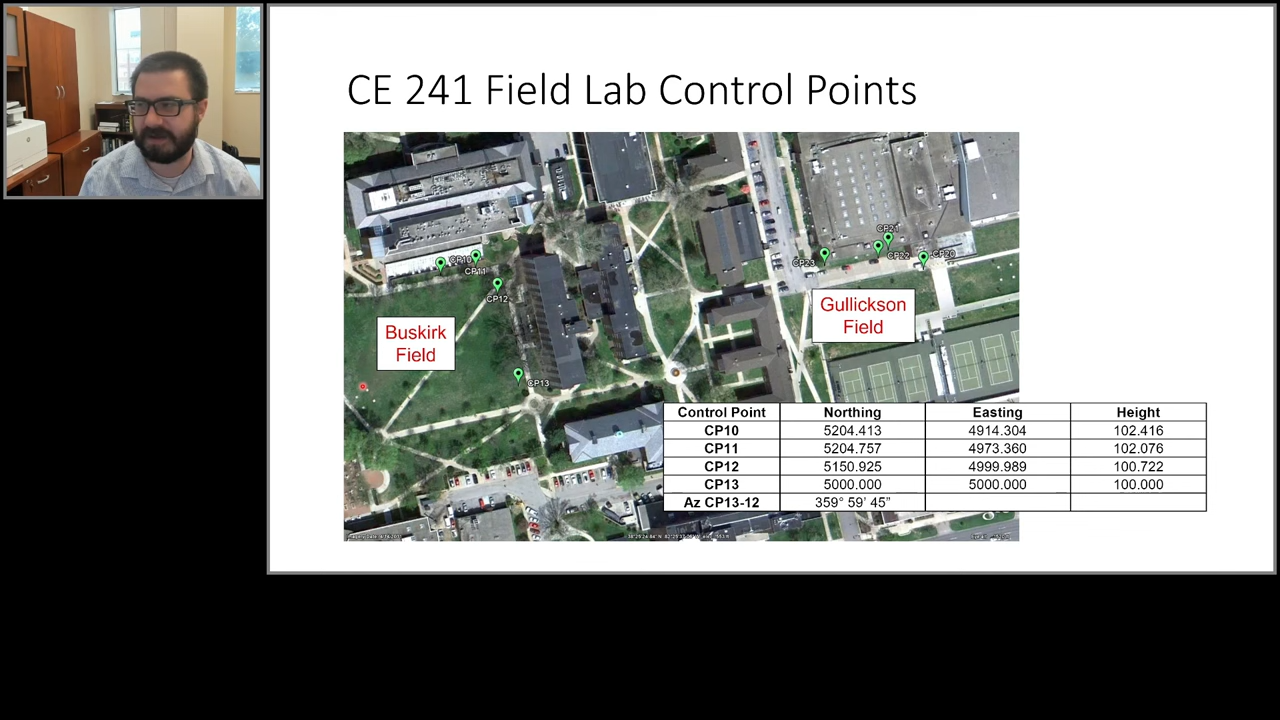 CE 241 Field Lab Control Points
CP10
CP11
CP12
CP13
CP21
CP22
CP23
CP20
Buskirk
Field
Gullickson
Field
Control Point Northing Easting Height
CP10 5204.413 4914.304 102.416
CP11 5204.757 4973.360 102.076
CP12 5150.925 4999.989 100.722
CP13 5000.000 5000.000 100.000
Az CP13-12 359° 59’ 45”